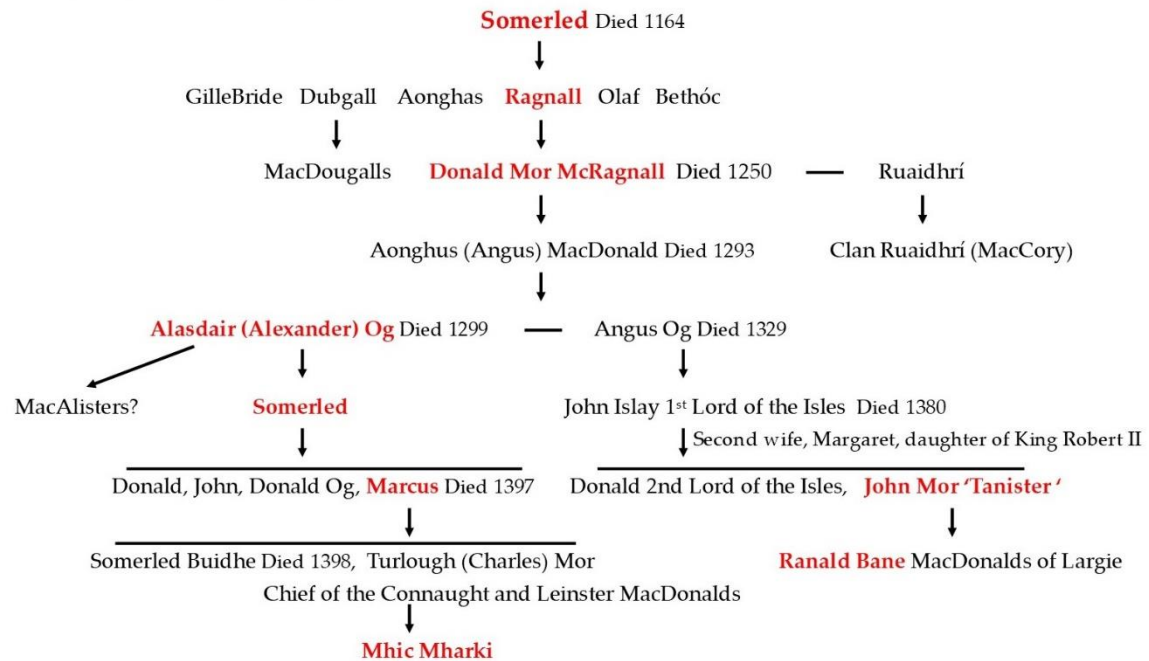 Somerled Died 1164
GilleBride Dubgall Aonghas Ragnall Olaf Bethóc
MacDougalls Donald Mor McRagnall Died 1250 Ruaidhrí
Aonghus (Angus) MacDonald Died 1293 Clan Ruaidhrí (MacCory)
Alasdair (Alexander) Og Died 1299 Angus Og Died 1329
MacAlisters? Somerled John Islay 1st Lord of the Isles Died 1380
Second wife, Margaret, daughter of King Robert II
Donald, John, Donald Og, Marcus Died 1397 Donald 2nd Lord of the Isles, John Mor ‘Tanister ‘
Somerled Buidhe Died 1398, Turlough (Charles) Mor Ranald Bane MacDonalds of Largie
Chief of the Connaught and Leinster MacDonalds
Mhic Mharki